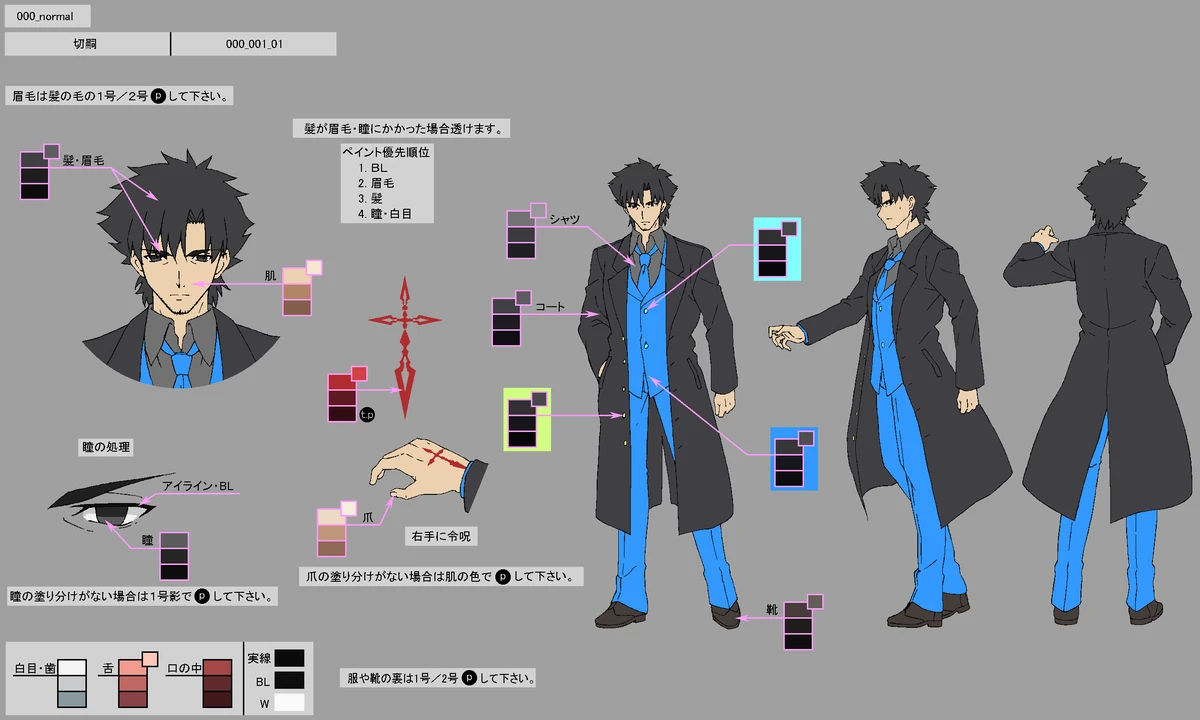 000_normal
切嗣
000_001_01
眉毛は髪の毛の1号／2号pして下さい。
髪が眉毛・瞳にかかった場合透けます。
ペイント優先順位
1. BL
2. 眉毛
3. 髪
4. 瞳・白目
髪・眉毛
肌
シャツ
コート
t.p
瞳の処理
アイライン・BL
瞳
瞳の塗り分けがない場合は1号影でpして下さい。
爪
右手に令呪
爪の塗り分けがない場合は肌の色でpして下さい。
靴
白目・歯
舌
口の中
実線
BL
W
服や靴の裏は1号／2号pして下さい。